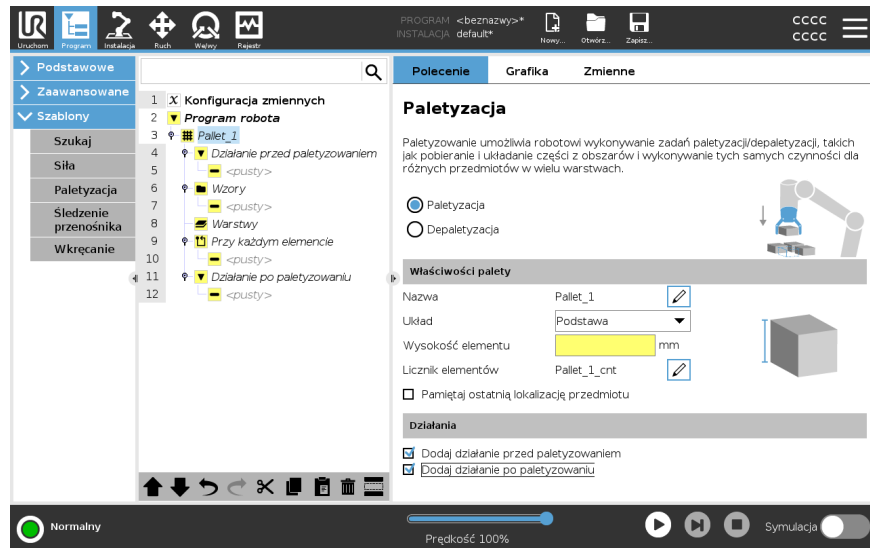 PROGRAM <beznazwy>*
INSTALACJA default*
CCCC
CCCC
Uruchom
Program
Instalacja
Ruch
We/wy
Rejestr
Nowy...
Otwórz...
Zapisz...
Podstawowe
Zaawansowane
Szablony
Szukaj
Siła
Paletyzacja
Śledzenie
przenośnika
Wkręcanie
1 X Konfiguracja zmiennych
2 Program robota
3 Pallet_1
4 Działanie przed paletyzowaniem
5 <pusty>
6 Wzory
7 <pusty>
8 Warstwy
9 Przy każdym elemencie
10 <pusty>
11 Działanie po paletyzowaniu
12 <pusty>
Polecenie Grafika Zmienne
Paletyzacja
Paletyzowanie umożliwia robotowi wykonywanie zadań paletyzacji/depaletyzacji, takich
jak pobieranie i układanie części z obszarów i wykonywanie tych samych czynności dla
różnych przedmiotów w wielu warstwach.
Paletyzacja
Depaletyzacja
Właściwości palety
Nazwa Pallet_1
Układ Podstawa
Wysokość elementu mm
Licznik elementów Pallet_1_cnt
Pamiętaj ostatnią lokalizację przedmiotu
Działania
Dodaj działanie przed paletyzowaniem
Dodaj działanie po paletyzowaniu
Normalny
Prędkość 100%
Symulacja